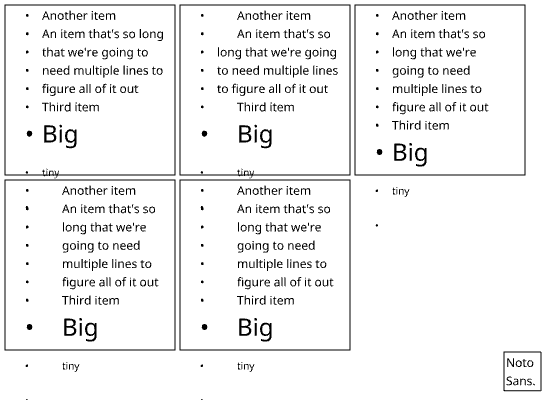 • Another item
• An item that's so long
• that we're going to
• need multiple lines to
• figure all of it out
• Third item
• Big
• tiny
• Another item
• An item that's so
• long that we're going
• to need multiple lines
• to figure all of it out
• Third item
• Big
• tiny
• Another item
• An item that's so
• long that we're
• going to need
• multiple lines to
• figure all of it out
• Third item
• Big
• tiny
•
• Another item
• An item that's so
• long that we're
• going to need
• multiple lines to
• figure all of it out
• Third item
• Big
• tiny
•
• Another item
• An item that's so
• long that we're
• going to need
• multiple lines to
• figure all of it out
• Third item
• Big
• tiny
•
Noto
Sans.